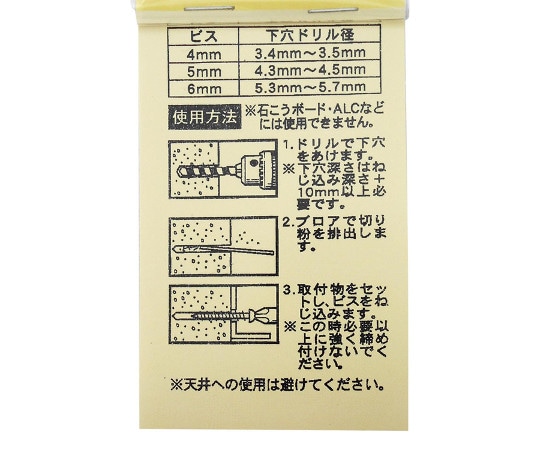 ビス 下穴ドリル径
4mm 3.4mm～3.5mm
5mm 4.3mm～4.5mm
6mm 5.3mm～5.7mm
使用方法 ※石こうボード・ALCなど
には使用できません。
1.ドリルで下穴
をあけます。
※下穴深さはね
じ込み深さ＋
10mm以上必
要です。
2.ブロアで切り
粉を排出しま
す。
3.取付物をセッ
トし、ビスをね
じ込みます。
※この時必要以
上に強く締め
付けないでく
ださい。
※天井への使用は避けてください。